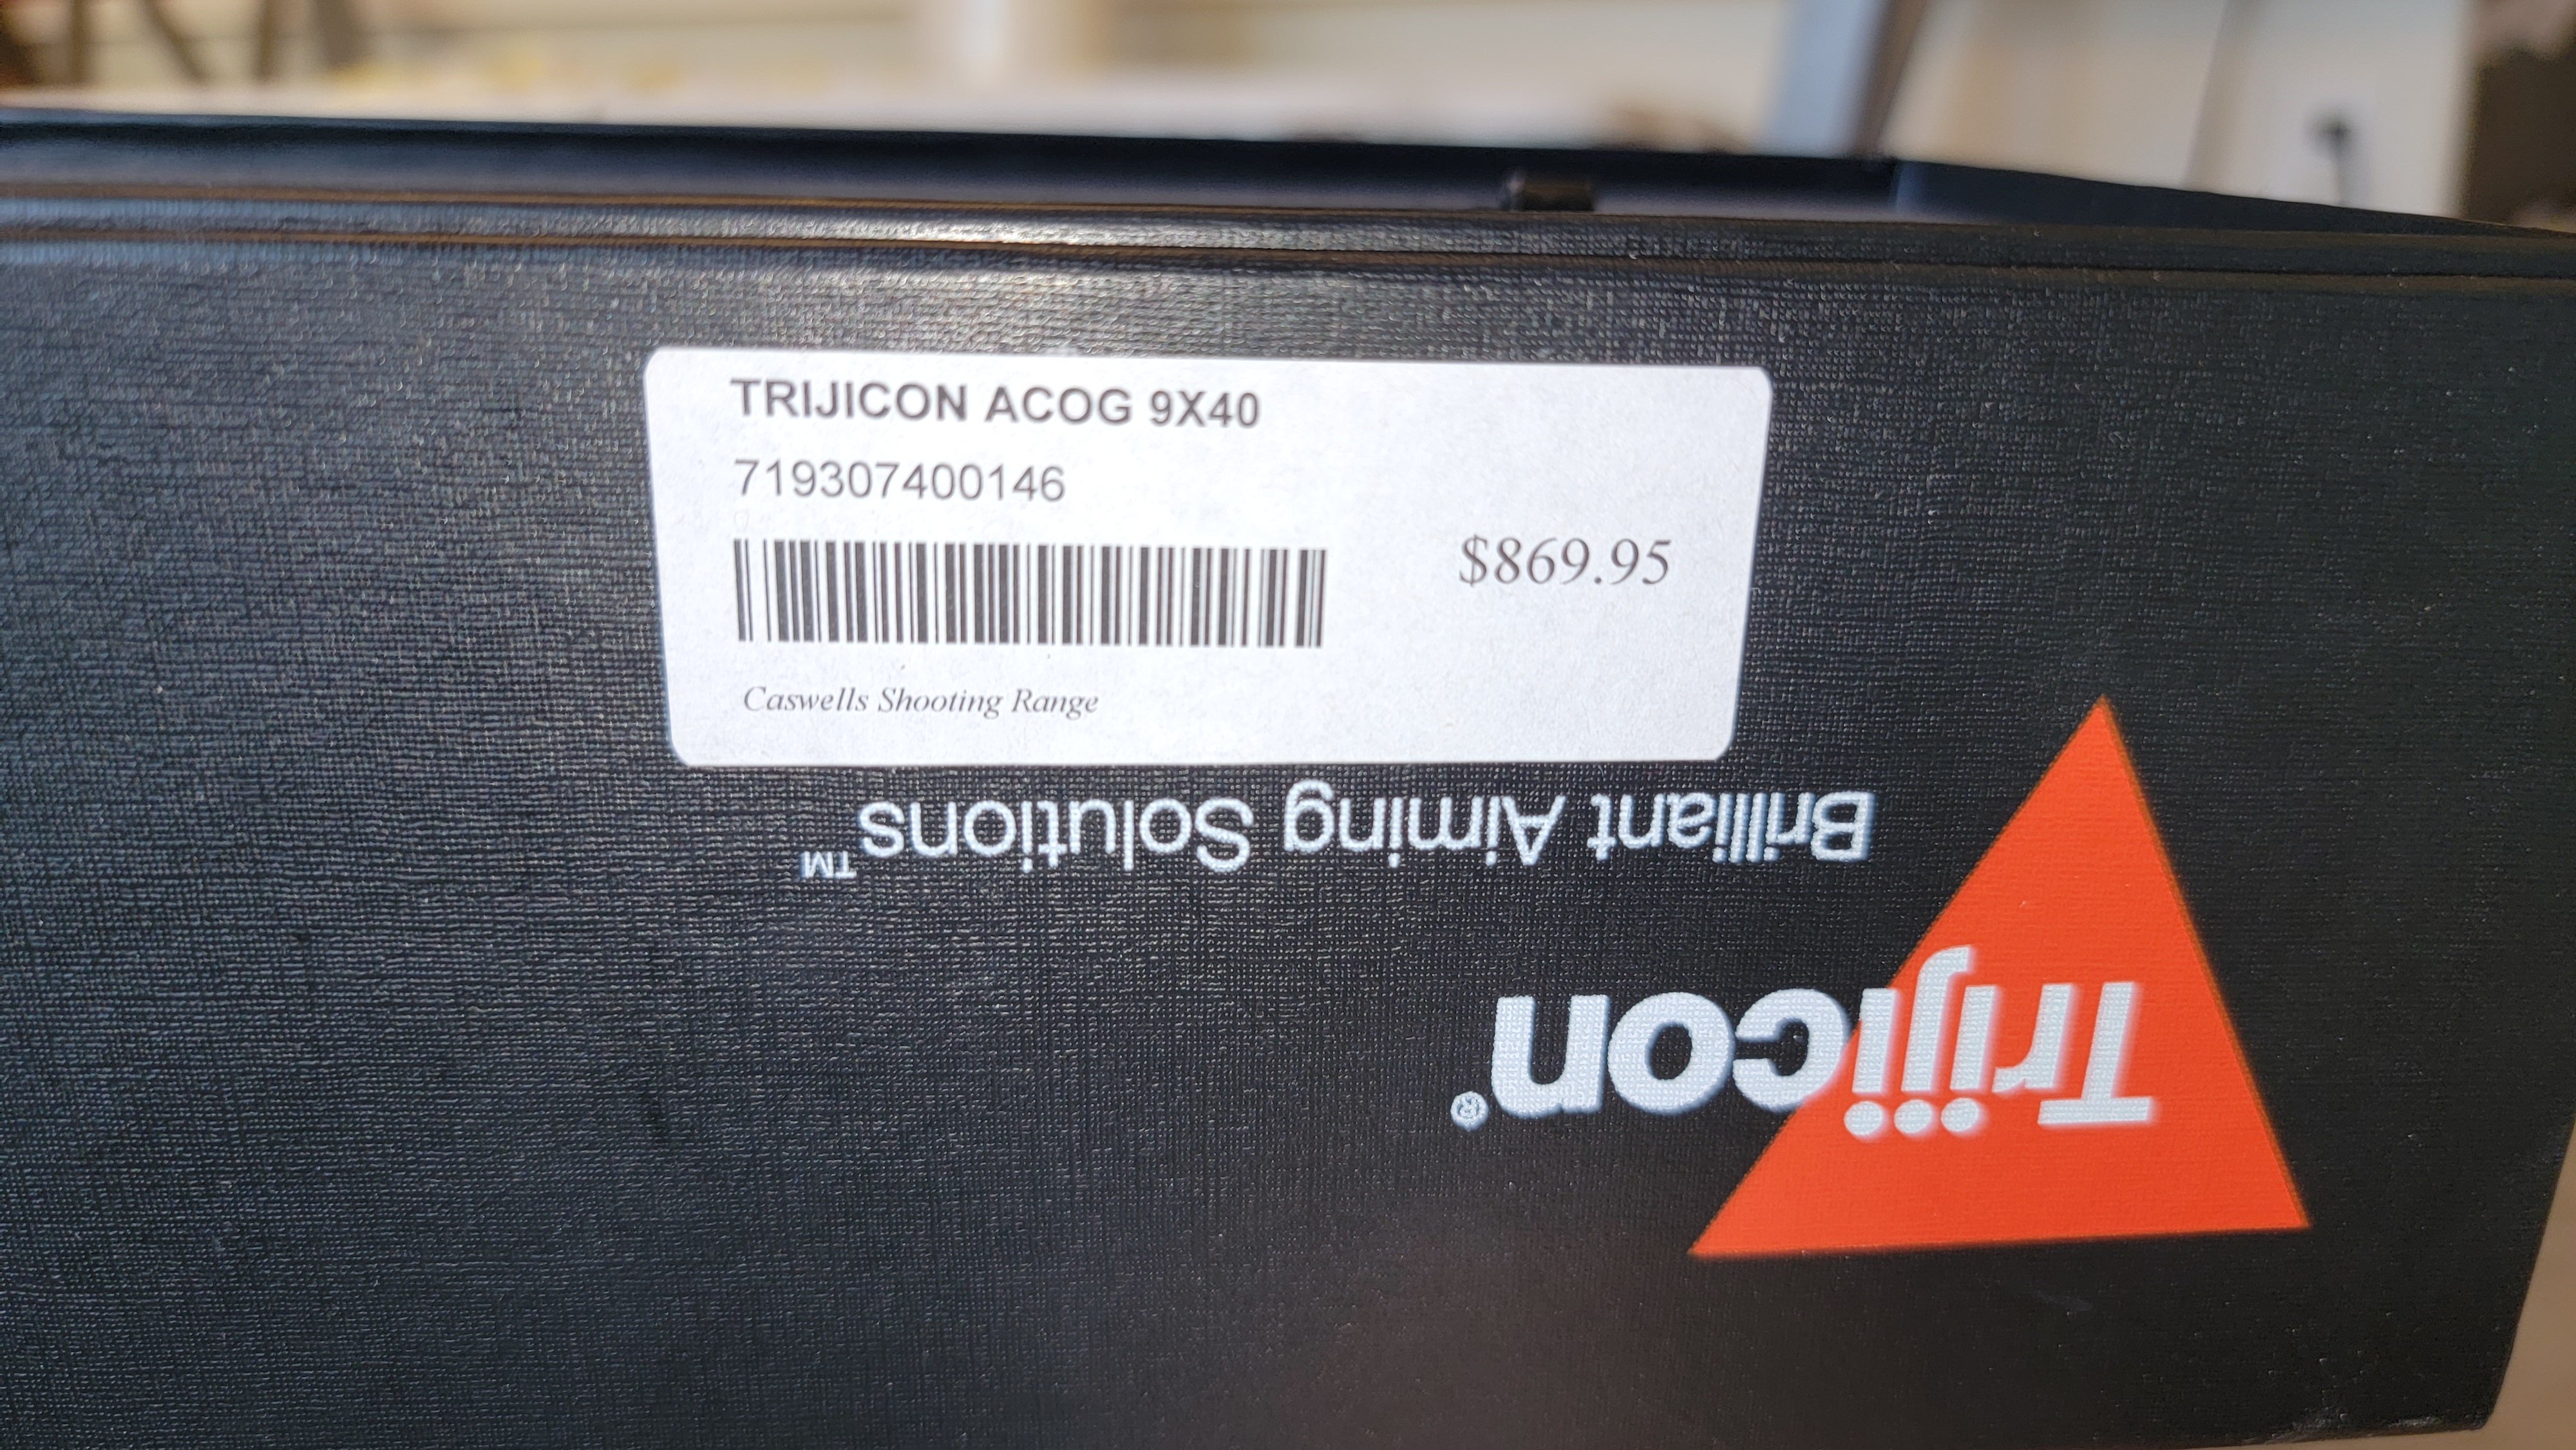 TRIJICON ACOG 9X40
719307400146
$869.95
Caswells Shooting Range
Brilliant Aiming Solutions™
Trijicon®